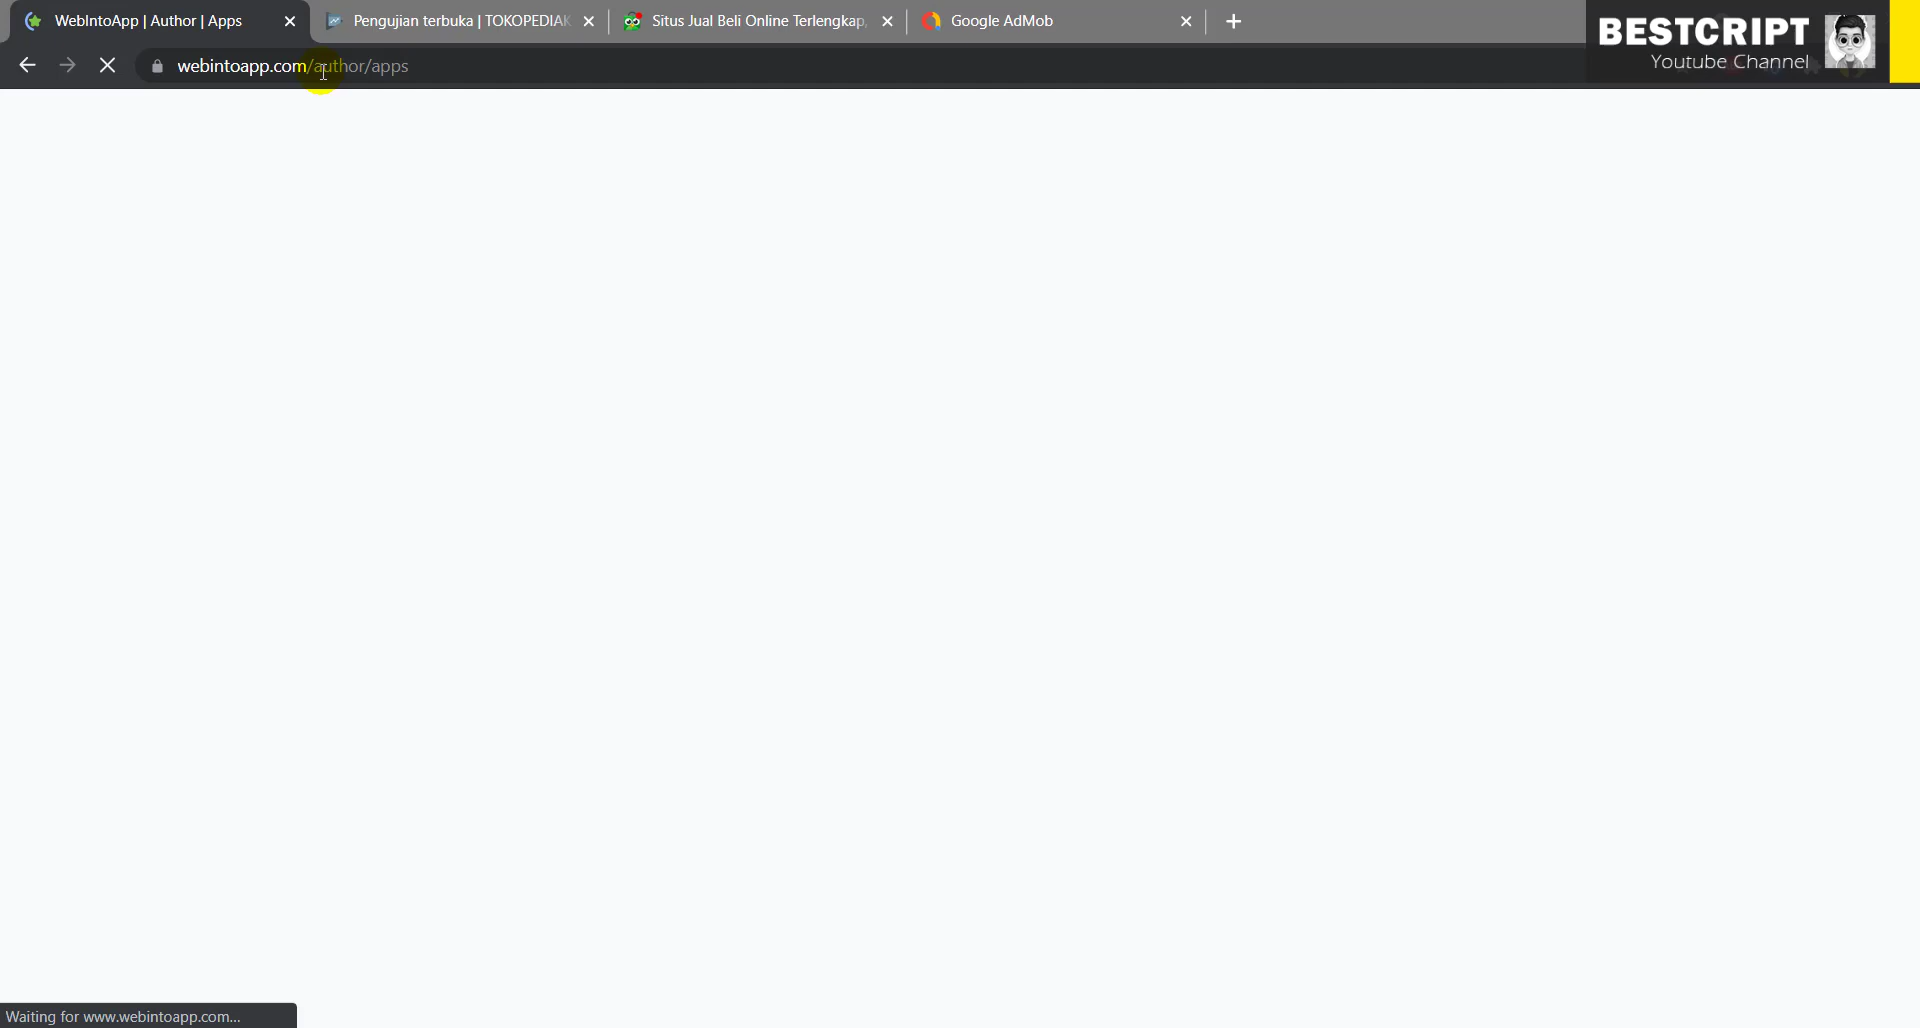 WebIntoApp | Author | Apps
Pengujian terbuka | TOKOPEDIAK
Situs Jual Beli Online Terlengkap,
Google AdMob
BESTCRIPT
Youtube Channel
webintoapp.com/author/apps
Waiting for www.webintoapp.com...